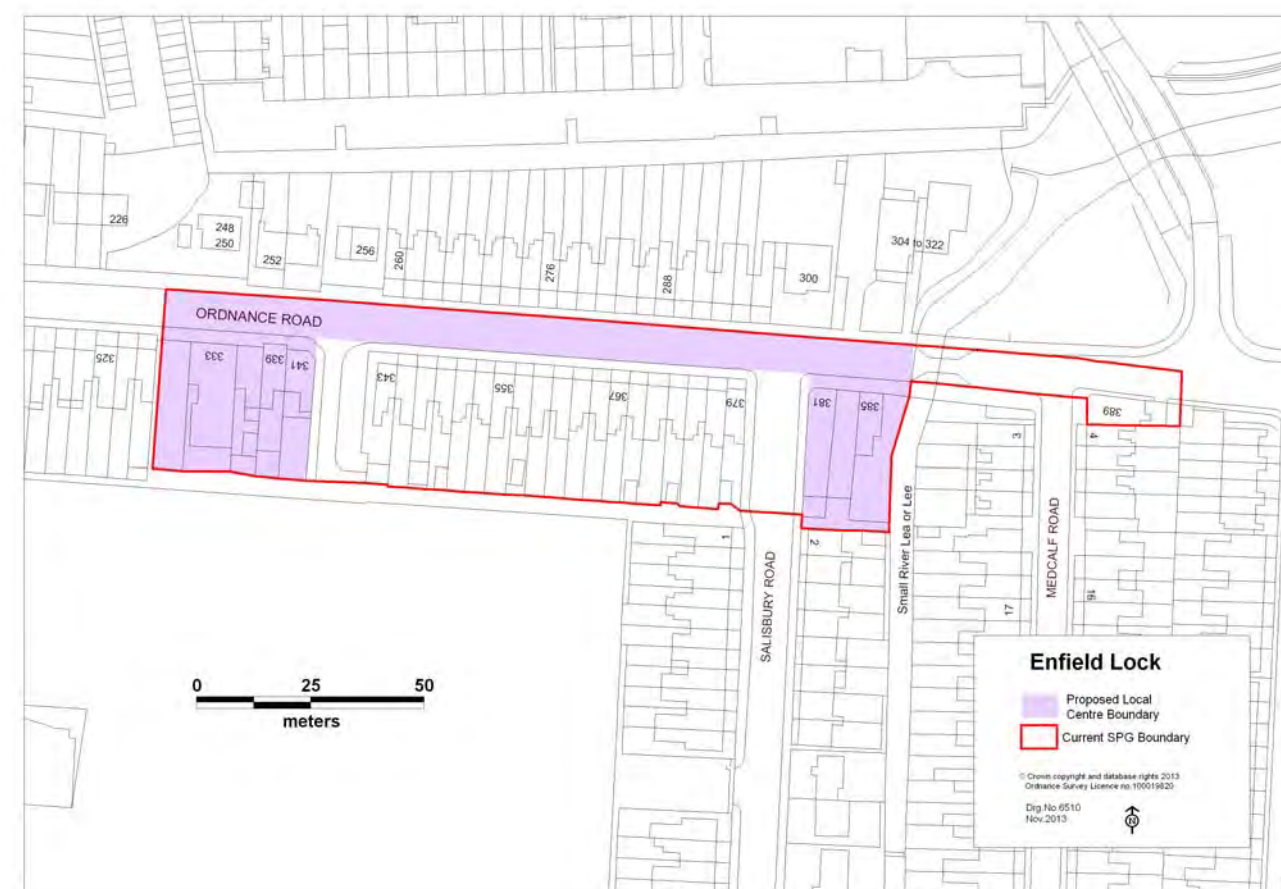 226
248
250
252
256
260
276
288
300
304 to 322
ORDNANCE ROAD
325
333
339
341
343
355
367
379
381
385
389
3
4
1
2
17
16
SALISBURY ROAD
Small River Lea or Lee
MEDCALF ROAD
0 25 50
meters
Enfield Lock
Proposed Local
Centre Boundary
Current SPG Boundary
© Crown copyright and database rights 2013
Ordnance Survey Licence no.100019820
Drg.No.6510
Nov.2013
N